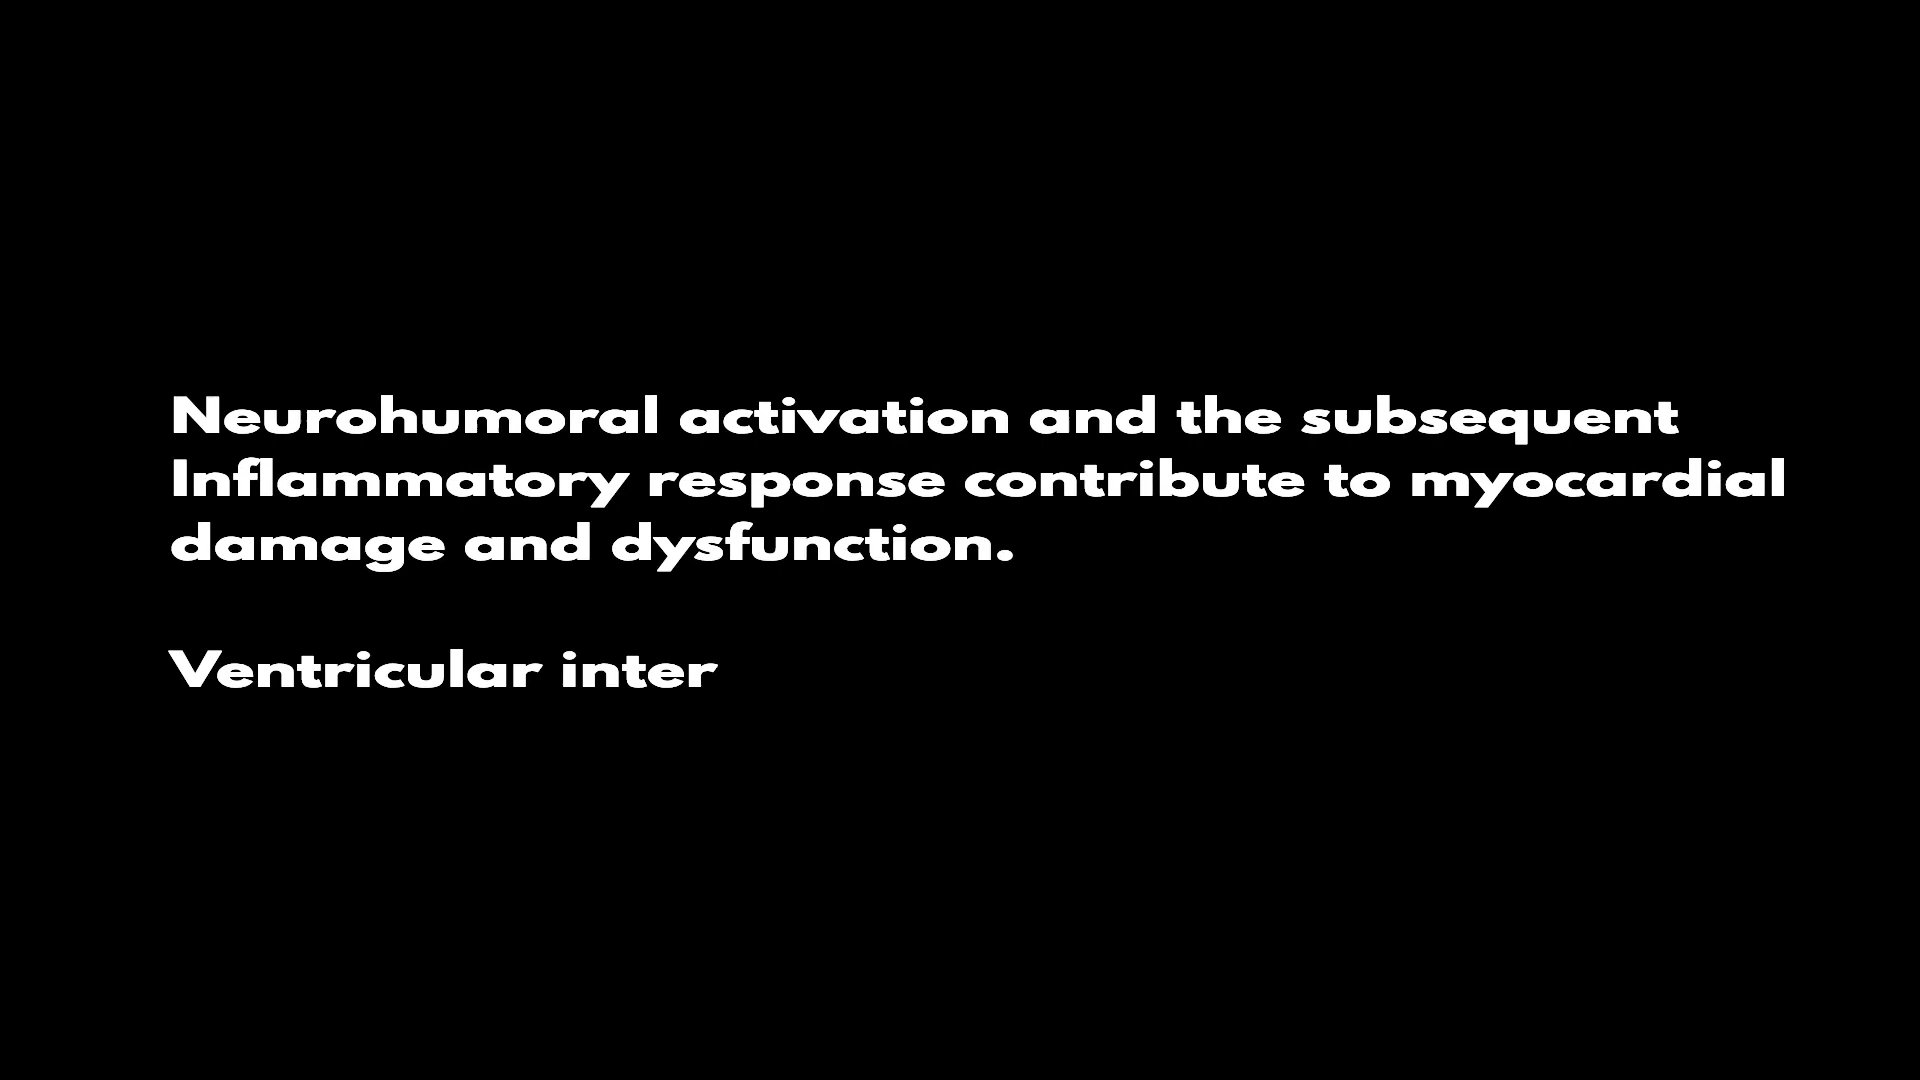 Neurohumoral activation and the subsequent
Inflammatory response contribute to myocardial
damage and dysfunction.
Ventricular inter